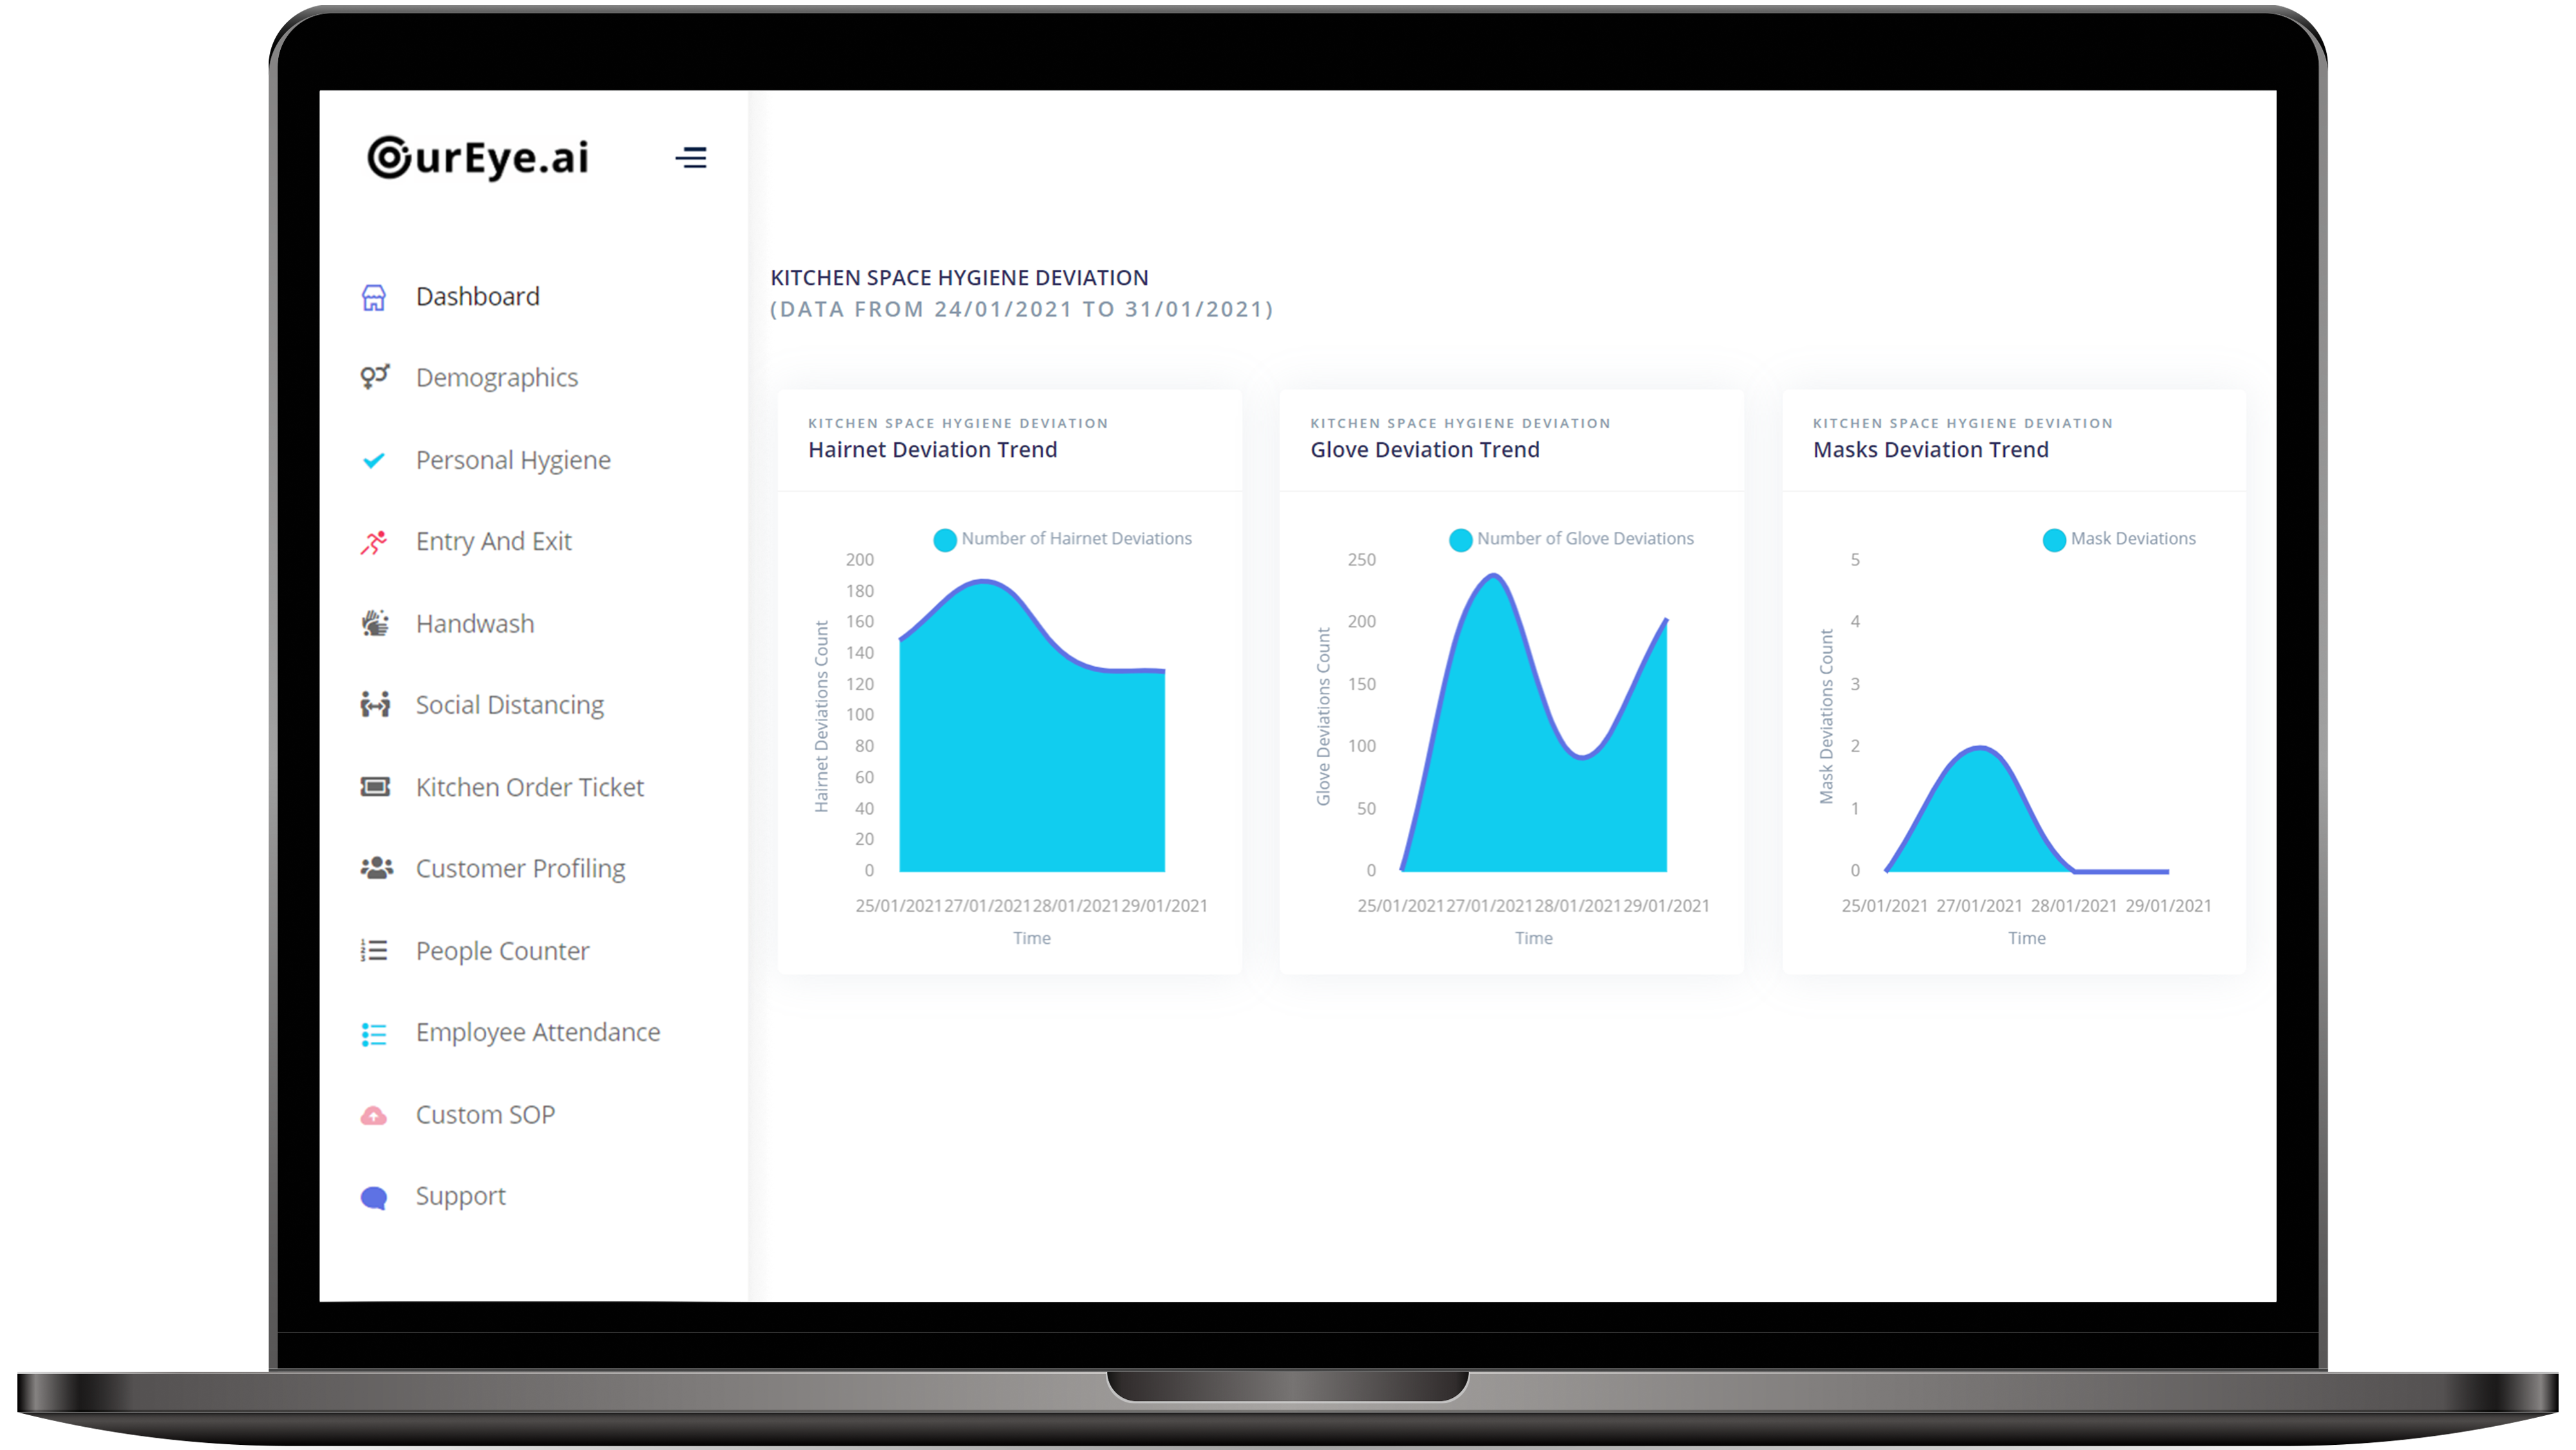 OurEye.ai
Dashboard
Demographics
Personal Hygiene
Entry And Exit
Handwash
Social Distancing
Kitchen Order Ticket
Customer Profiling
People Counter
Employee Attendance
Custom SOP
Support
KITCHEN SPACE HYGIENE DEVIATION
(DATA FROM 24/01/2021 TO 31/01/2021)
KITCHEN SPACE HYGIENE DEVIATION
Hairnet Deviation Trend
Number of Hairnet Deviations
Hairnet Deviations Count
200
180
160
140
120
100
80
60
40
20
0
25/01/2021 27/01/2021 28/01/2021 29/01/2021
Time
KITCHEN SPACE HYGIENE DEVIATION
Glove Deviation Trend
Number of Glove Deviations
Glove Deviations Count
250
200
150
100
50
0
25/01/2021 27/01/2021 28/01/2021 29/01/2021
Time
KITCHEN SPACE HYGIENE DEVIATION
Masks Deviation Trend
Mask Deviations
Mask Deviations Count
5
4
3
2
1
0
25/01/2021 27/01/2021 28/01/2021 29/01/2021
Time